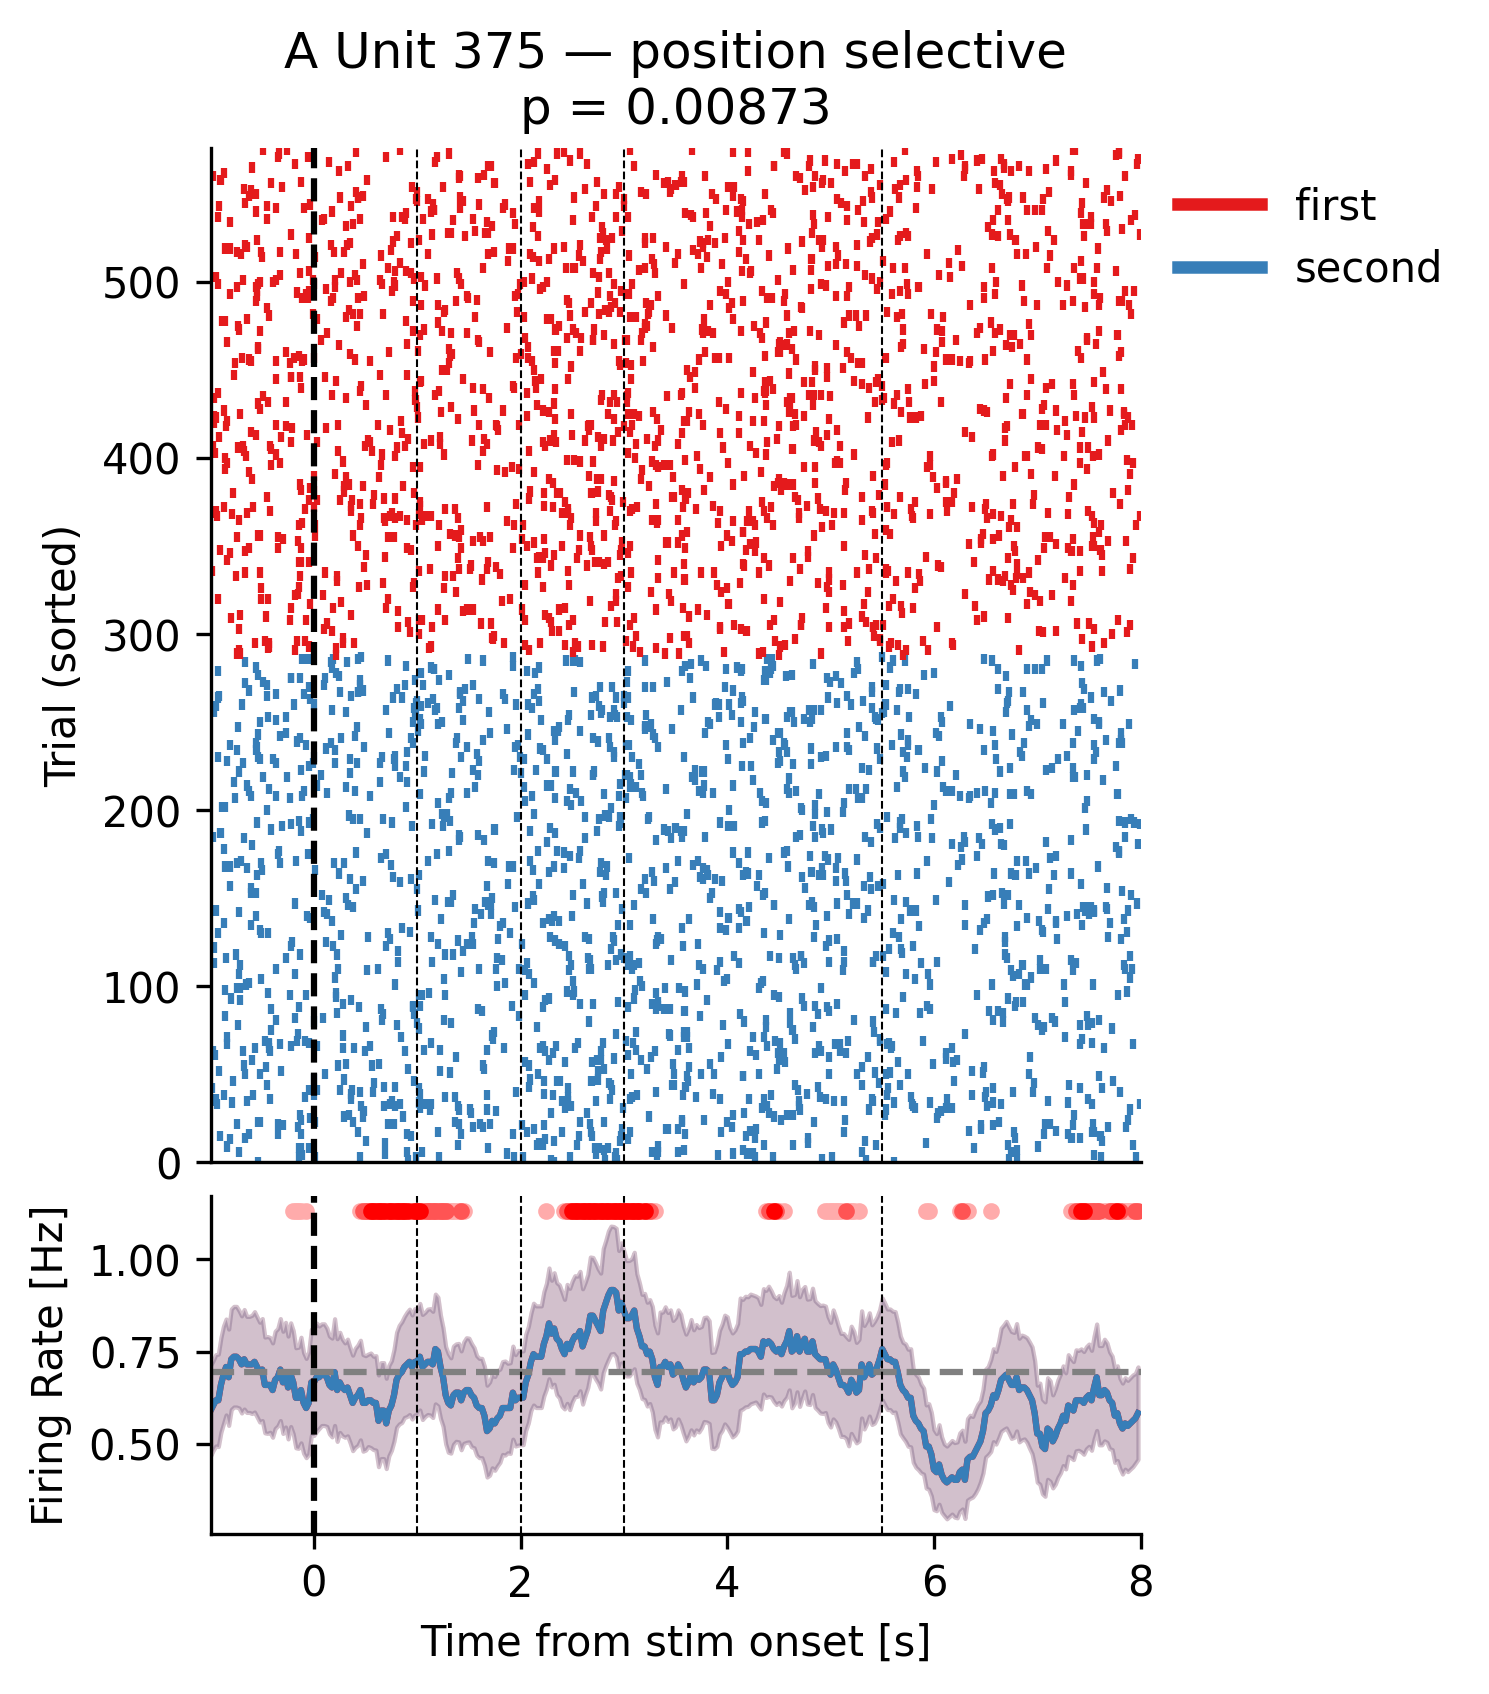 A Unit 375 — position selective
p = 0.00873
first
second
500
400
300
200
100
0
Trial (sorted)
1.00
0.75
0.50
Firing Rate [Hz]
0 2 4 6 8
Time from stim onset [s]